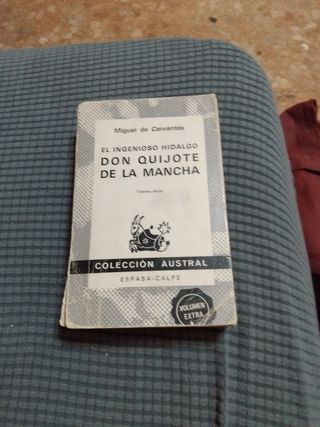 Miguel de Cervantes
EL INGENIOSO HIDALGO
DON QUIJOTE
DE LA MANCHA
COLECCIÓN AUSTRAL
ESPASA-CALPE
VOLUMEN
EXTRA